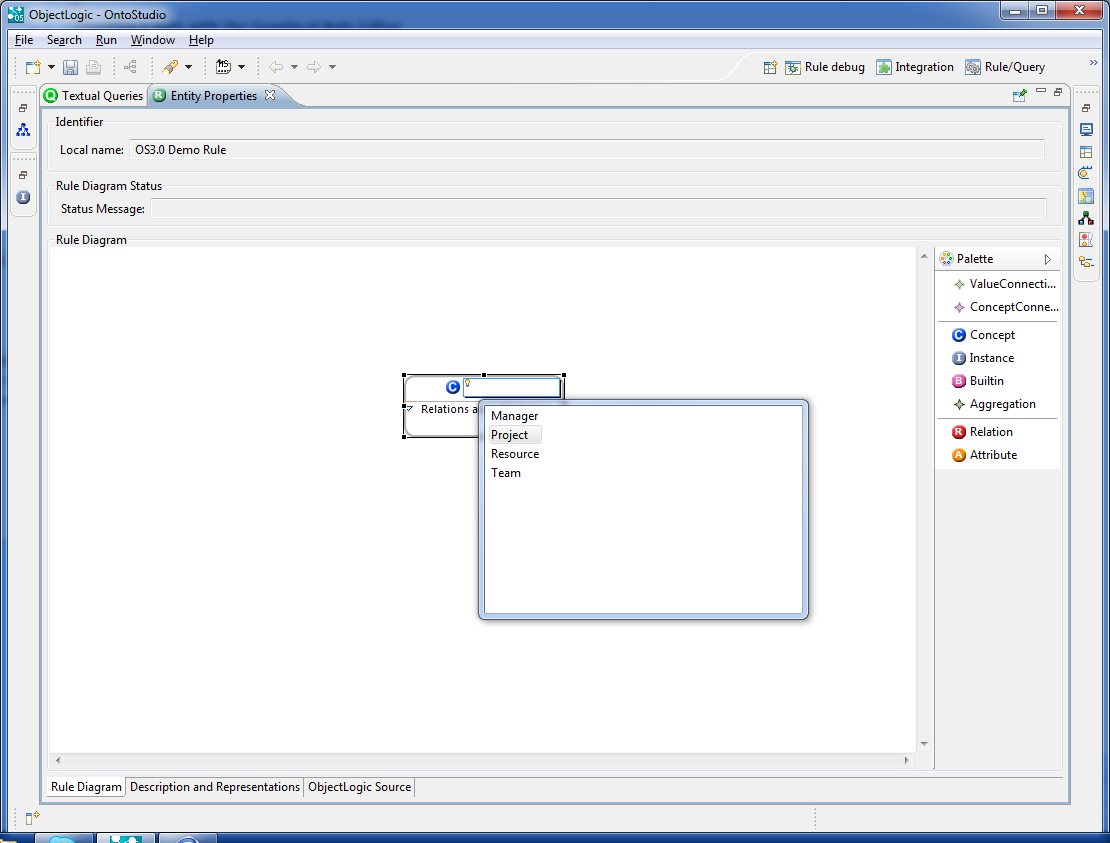 ObjectLogic - OntoStudio
File Search Run Window Help
Rule debug Integration Rule/Query
Textual Queries Entity Properties
Identifier
Local name: OS3.0 Demo Rule
Rule Diagram Status
Status Message:
Rule Diagram
Palette
ValueConnecti...
ConceptConne...
Concept
Instance
Builtin
Aggregation
Relation
Attribute
Relations a
Manager
Project
Resource
Team
Rule Diagram Description and Representations ObjectLogic Source